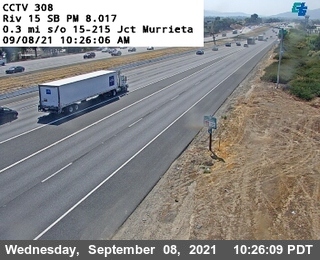 CCTV 308
Riv 15 SB PM 8.017
0.3 mi s/o 15-215 Jct Murrieta
09/08/21 10:26:06 AM
Wednesday, September 08, 2021 10:26:09 PDT